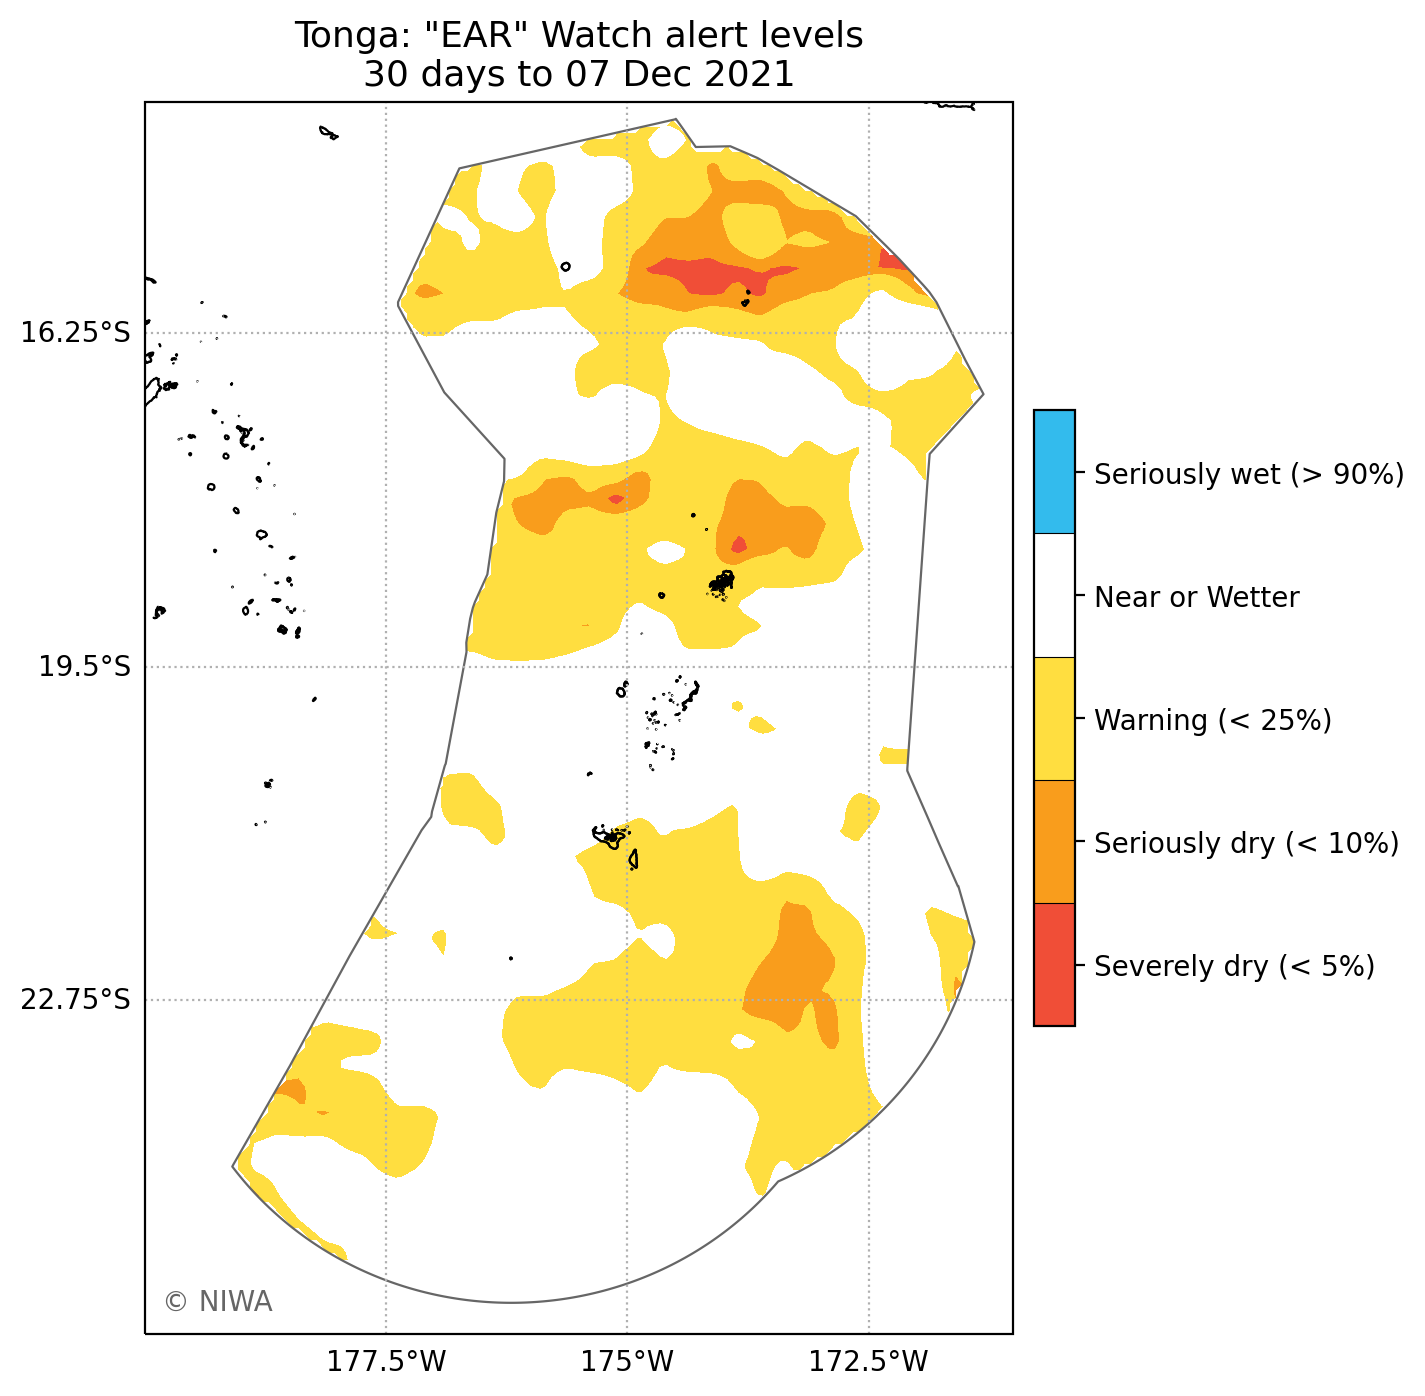 Tonga: "EAR" Watch alert levels
30 days to 07 Dec 2021
16.25°S
19.5°S
22.75°S
177.5°W
175°W
172.5°W
Seriously wet (> 90%)
Near or Wetter
Warning (< 25%)
Seriously dry (< 10%)
Severely dry (< 5%)
© NIWA